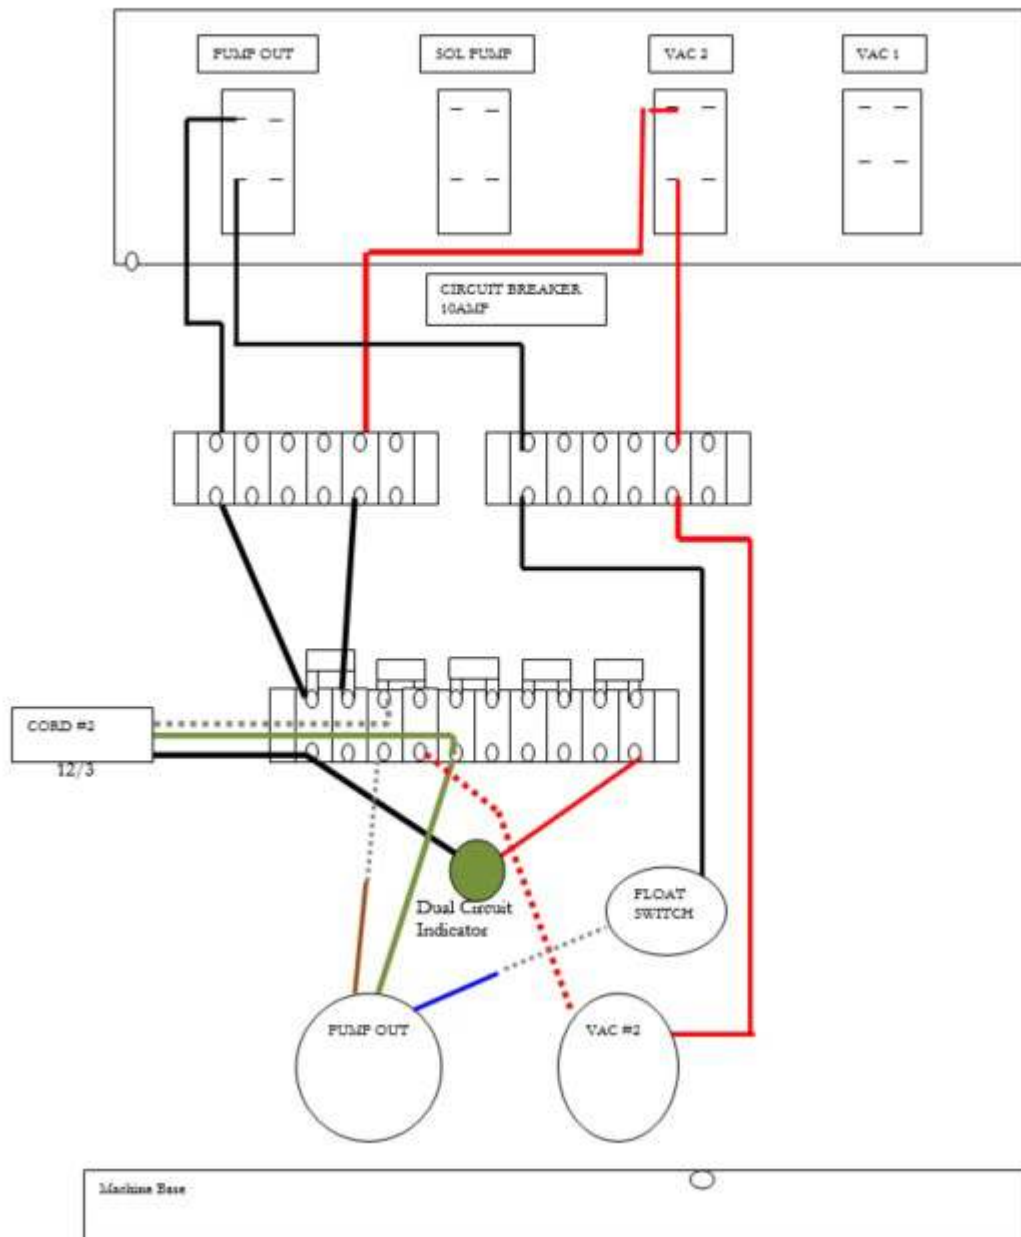 PUMP OUT
SOL PUMP
VAC 2
VAC 1
CIRCUIT BREAKER
10AMP
CORD #2
12/3
Dual Circuit
Indicator
FLOAT
SWITCH
PUMP OUT
VAC #2
Machine Base